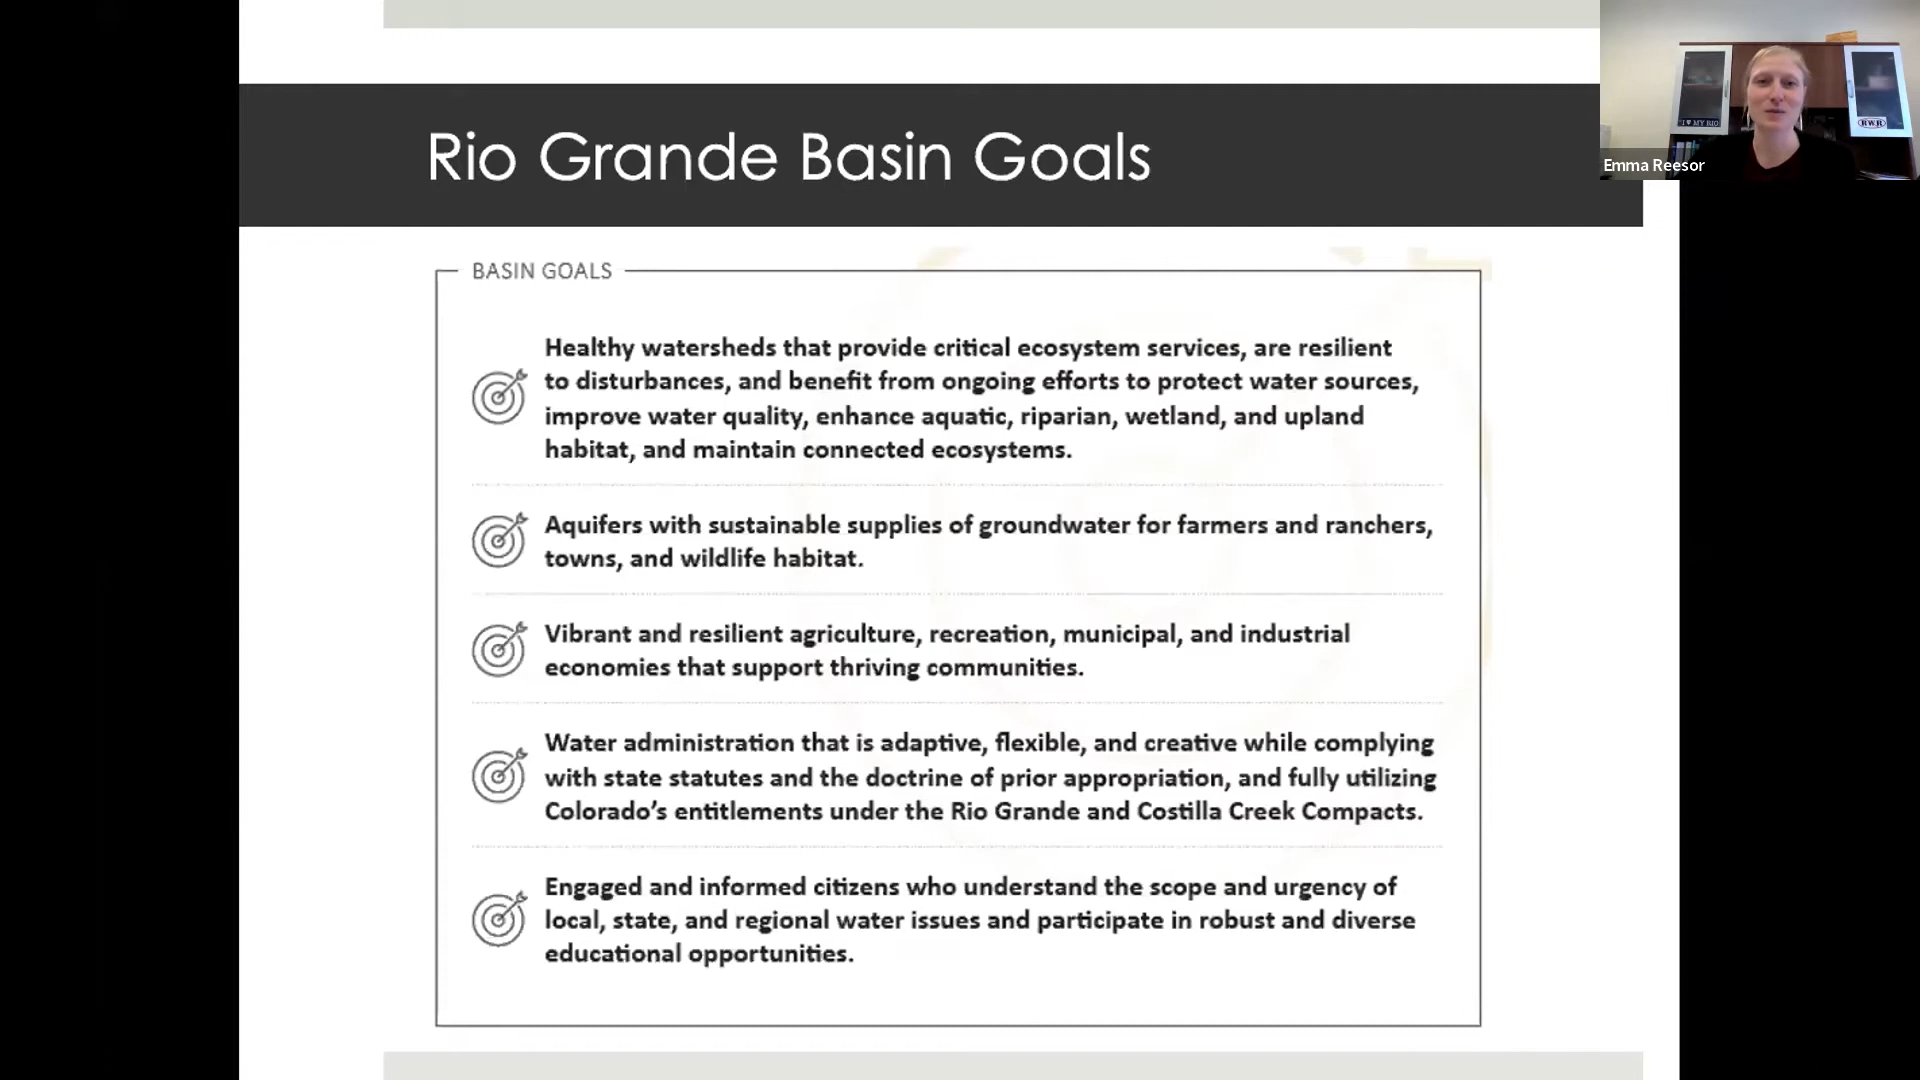 Rio Grande Basin Goals
I ♥ MY RIO
RWR
Emma Reesor
BASIN GOALS
Healthy watersheds that provide critical ecosystem services, are resilient
to disturbances, and benefit from ongoing efforts to protect water sources,
improve water quality, enhance aquatic, riparian, wetland, and upland
habitat, and maintain connected ecosystems.
Aquifers with sustainable supplies of groundwater for farmers and ranchers,
towns, and wildlife habitat.
Vibrant and resilient agriculture, recreation, municipal, and industrial
economies that support thriving communities.
Water administration that is adaptive, flexible, and creative while complying
with state statutes and the doctrine of prior appropriation, and fully utilizing
Colorado’s entitlements under the Rio Grande and Costilla Creek Compacts.
Engaged and informed citizens who understand the scope and urgency of
local, state, and regional water issues and participate in robust and diverse
educational opportunities.